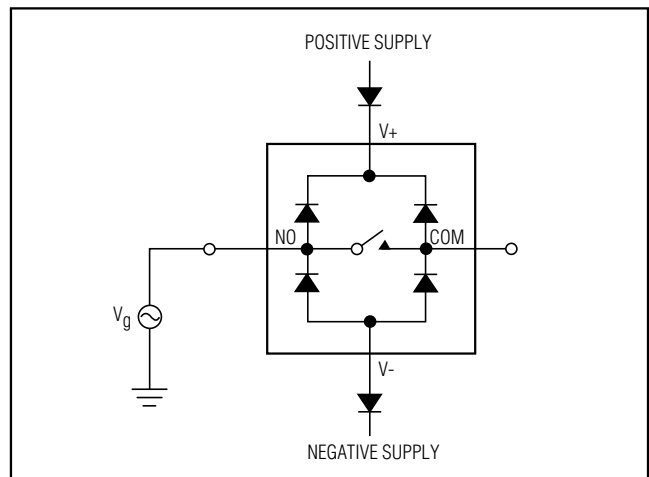 POSITIVE SUPPLY
V+
NO
COM
Vg
V-
NEGATIVE SUPPLY